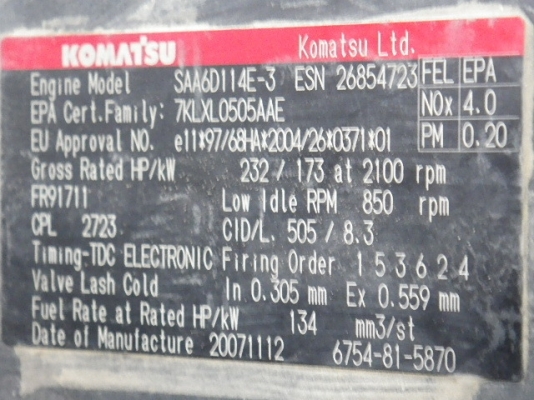 KOMATSU Komatsu Ltd.
Engine Model SAA6D114E-3 ESN 26854723 FEL EPA
EPA Cert.Family: 7KLXL0505AAE NOx 4.0
EU Approval NO. e11*97/68HA*2004/26*0371*01 PM 0.20
Gross Rated HP/kW 232 / 173 at 2100 rpm
FR91711 Low Idle RPM 850 rpm
CPL 2723 CID/L. 505 / 8.3
Timing-TDC ELECTRONIC Firing Order 1 5 3 6 2 4
Valve Lash Cold In 0.305 mm Ex 0.559 mm
Fuel Rate at Rated HP/kW 134 mm3/st
Date of Manufacture 20071112 6754-81-5870